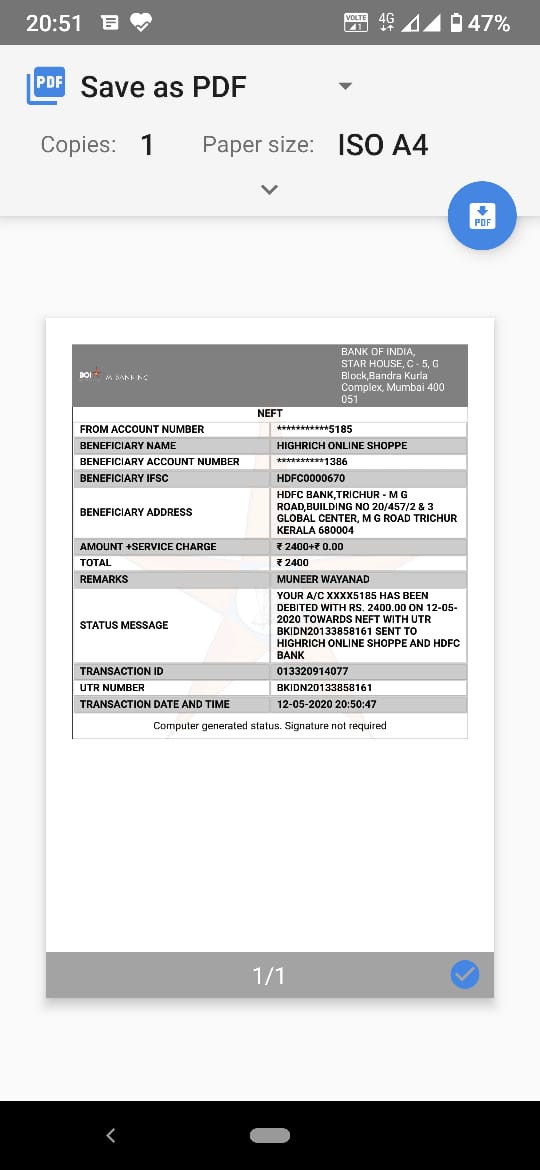 20:51
VOLTE 1 4G 47%
PDF Save as PDF
Copies: 1 Paper size: ISO A4
PDF
BOI M BANKING
BANK OF INDIA,
STAR HOUSE, C - 5, G
Block,Bandra Kurla
Complex, Mumbai 400
051
NEFT
FROM ACCOUNT NUMBER ***********5185
BENEFICIARY NAME HIGHRICH ONLINE SHOPPE
BENEFICIARY ACCOUNT NUMBER **********1386
BENEFICIARY IFSC HDFC0000670
BENEFICIARY ADDRESS
HDFC BANK,TRICHUR - M G
ROAD,BUILDING NO 20/457/2 & 3
GLOBAL CENTER, M G ROAD TRICHUR
KERALA 680004
AMOUNT +SERVICE CHARGE ₹ 2400+₹ 0.00
TOTAL ₹ 2400
REMARKS MUNEER WAYANAD
STATUS MESSAGE
YOUR A/C XXXX5185 HAS BEEN
DEBITED WITH RS. 2400.00 ON 12-05-
2020 TOWARDS NEFT WITH UTR
BKIDN20133858161 SENT TO
HIGHRICH ONLINE SHOPPE AND HDFC
BANK
TRANSACTION ID 013320914077
UTR NUMBER BKIDN20133858161
TRANSACTION DATE AND TIME 12-05-2020 20:50:47
Computer generated status. Signature not required
1/1